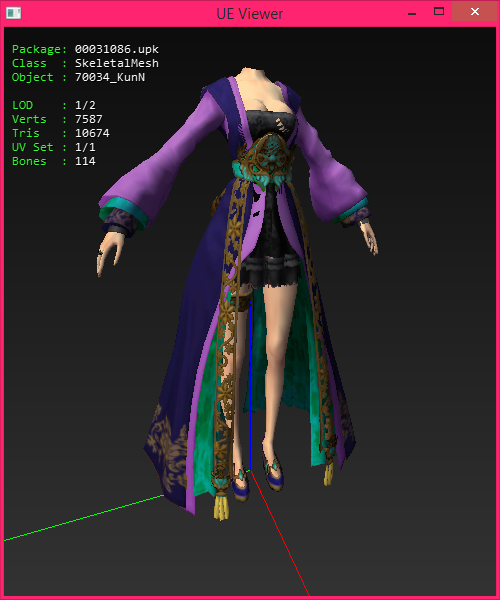 UE Viewer
Package: 00031086.upk
Class  : SkeletalMesh
Object : 70034_KunN
LOD    : 1/2
Verts  : 7587
Tris   : 10674
UV Set : 1/1
Bones  : 114